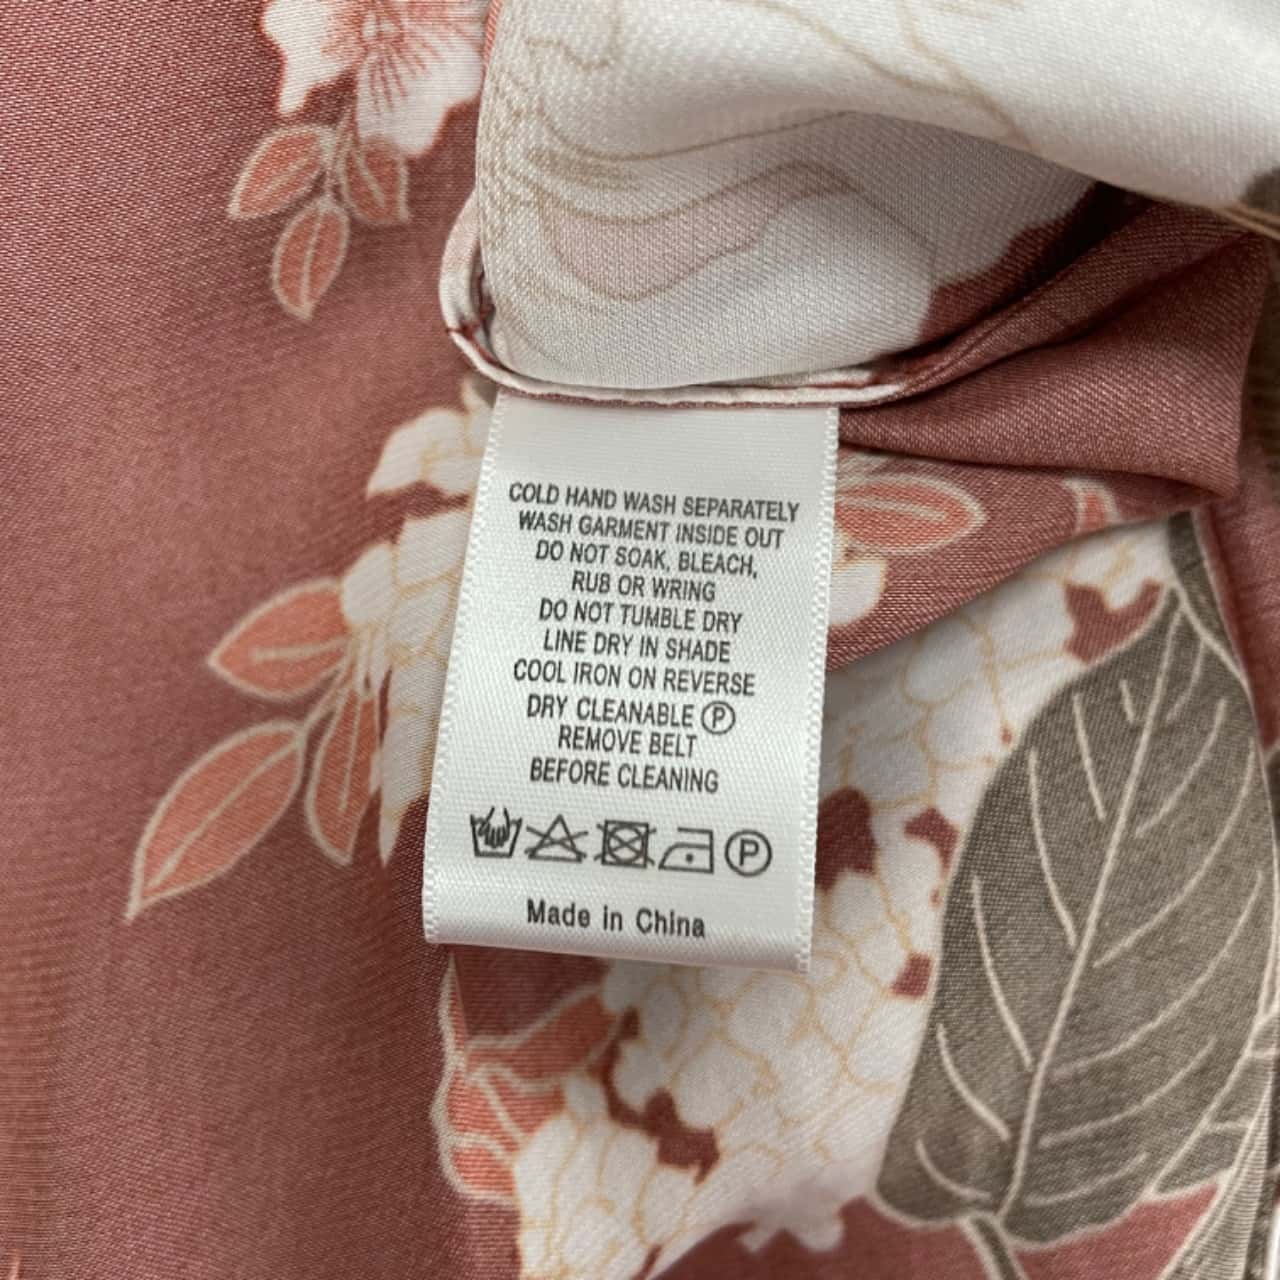 COLD HAND WASH SEPARATELY
WASH GARMENT INSIDE OUT
DO NOT SOAK, BLEACH,
RUB OR WRING
DO NOT TUMBLE DRY
LINE DRY IN SHADE
COOL IRON ON REVERSE
DRY CLEANABLE Ⓟ
REMOVE BELT
BEFORE CLEANING
Ⓟ
Made in China